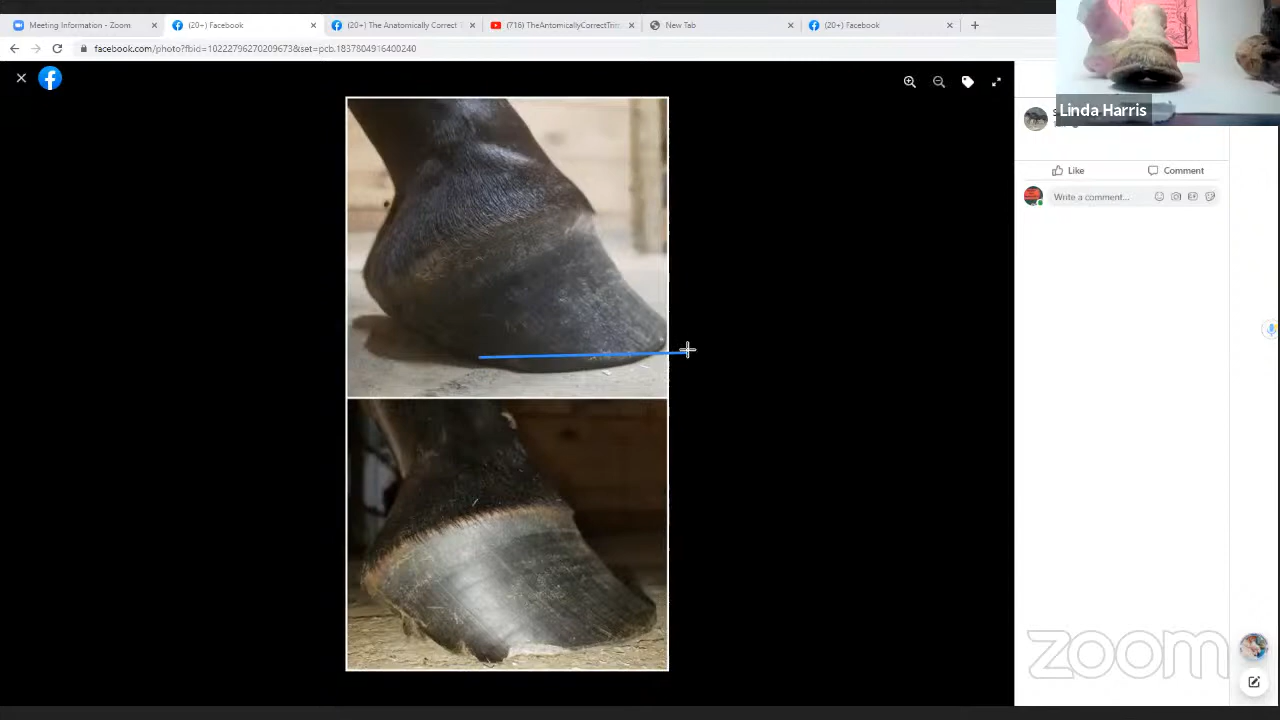 Meeting Information - Zoom
(20+) Facebook
(20+) The Anatomically Correct
(716) TheAntomicallyCorrectTrim
New Tab
(20+) Facebook
facebook.com/photo?fbid=10222796270209673&set=pcb.1837804916400240
Linda Harris
Like
Comment
Write a comment...
zoom